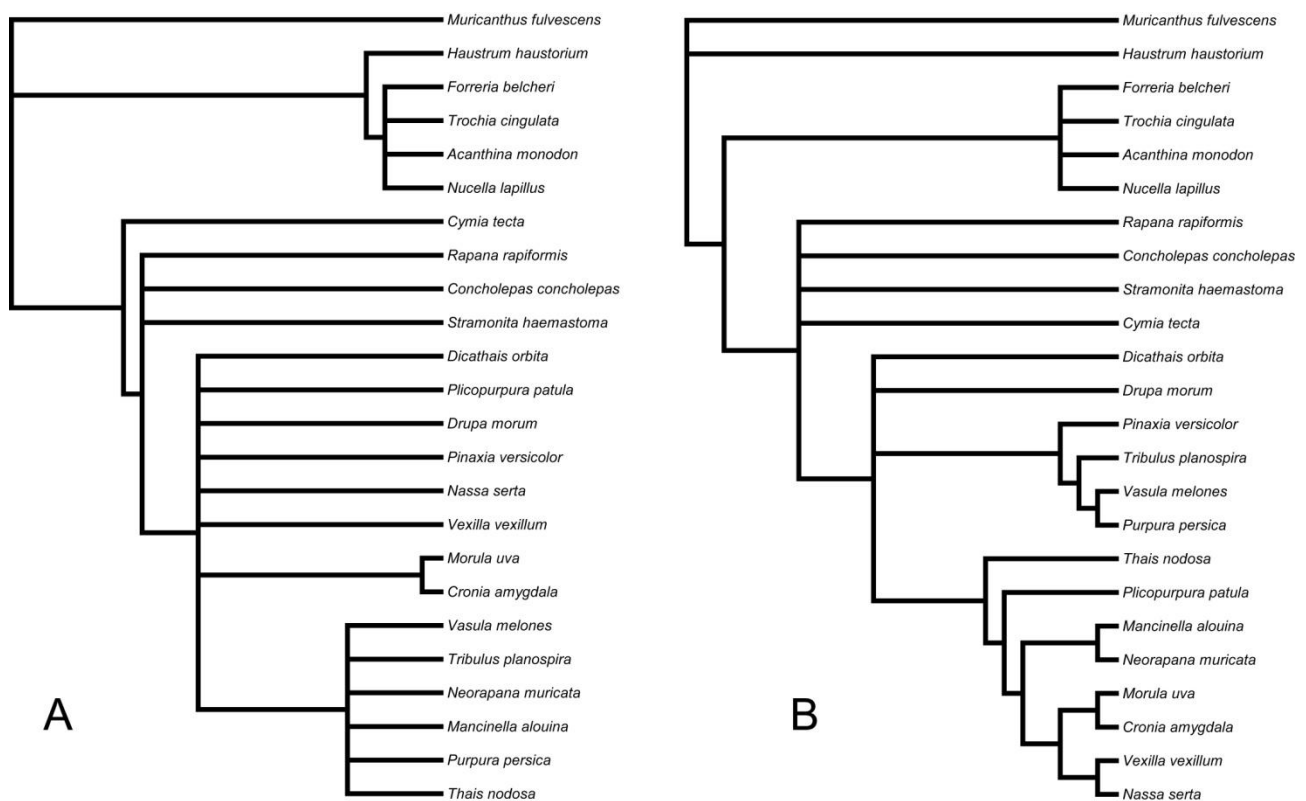 Muricanthus fulvescens
Haustrum haustorium
Forreria belcheri
Trochia cingulata
Acanthina monodon
Nucella lapillus
Cymia tecta
Rapana rapiformis
Concholepas concholepas
Stramonita haemastoma
Dicathais orbita
Plicopurpura patula
Drupa morum
Pinaxia versicolor
Nassa serta
Vexilla vexillum
Morula uva
Cronia amygdala
Vasula melones
Tribulus planospira
Neorapana muricata
Mancinella alouina
Purpura persica
Thais nodosa
A
Muricanthus fulvescens
Haustrum haustorium
Forreria belcheri
Trochia cingulata
Acanthina monodon
Nucella lapillus
Rapana rapiformis
Concholepas concholepas
Stramonita haemastoma
Cymia tecta
Dicathais orbita
Drupa morum
Pinaxia versicolor
Tribulus planospira
Vasula melones
Purpura persica
Thais nodosa
Plicopurpura patula
Mancinella alouina
Neorapana muricata
Morula uva
Cronia amygdala
Vexilla vexillum
Nassa serta
B